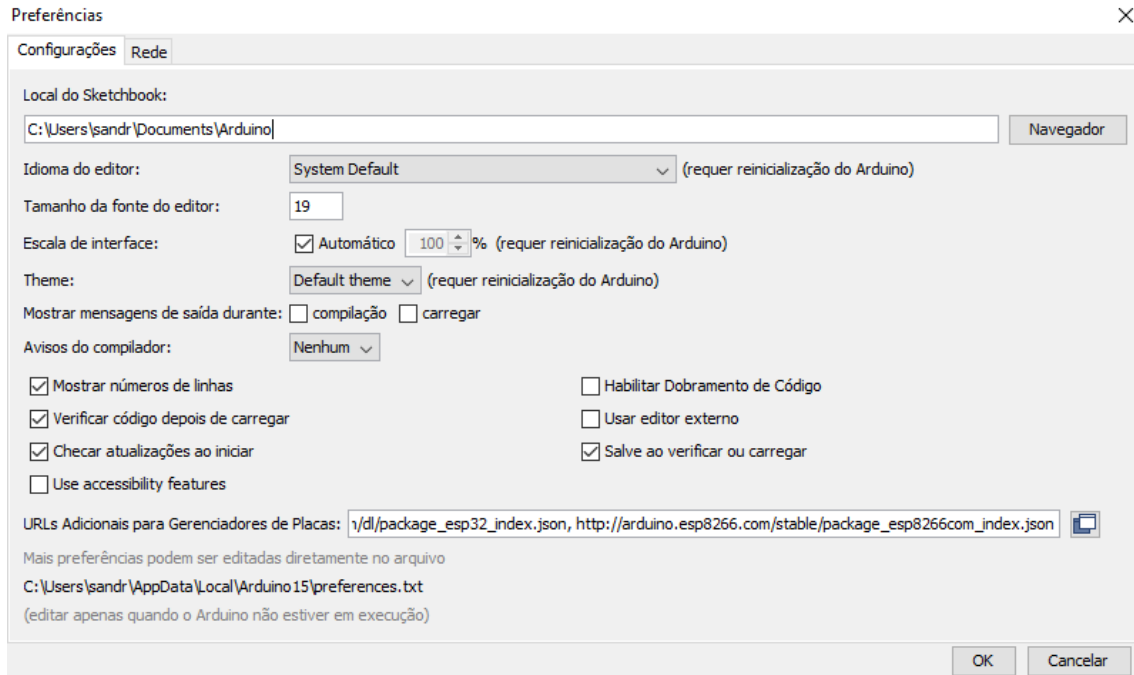 Preferências
Configurações Rede
Local do Sketchbook:
C:\Users\sandr\Documents\Arduino Navegador
Idioma do editor: System Default (requer reinicialização do Arduino)
Tamanho da fonte do editor: 19
Escala de interface: Automático 100 % (requer reinicialização do Arduino)
Theme: Default theme (requer reinicialização do Arduino)
Mostrar mensagens de saída durante: compilação carregar
Avisos do compilador: Nenhum
Mostrar números de linhas Habilitar Dobramento de Código
Verificar código depois de carregar Usar editor externo
Checar atualizações ao iniciar Salve ao verificar ou carregar
Use accessibility features
URLs Adicionais para Gerenciadores de Placas: /dl/package_esp32_index.json, http://arduino.esp8266.com/stable/package_esp8266com_index.json
Mais preferências podem ser editadas diretamente no arquivo
C:\Users\sandr\AppData\Local\Arduino15\preferences.txt
(editar apenas quando o Arduino não estiver em execução)
OK Cancelar